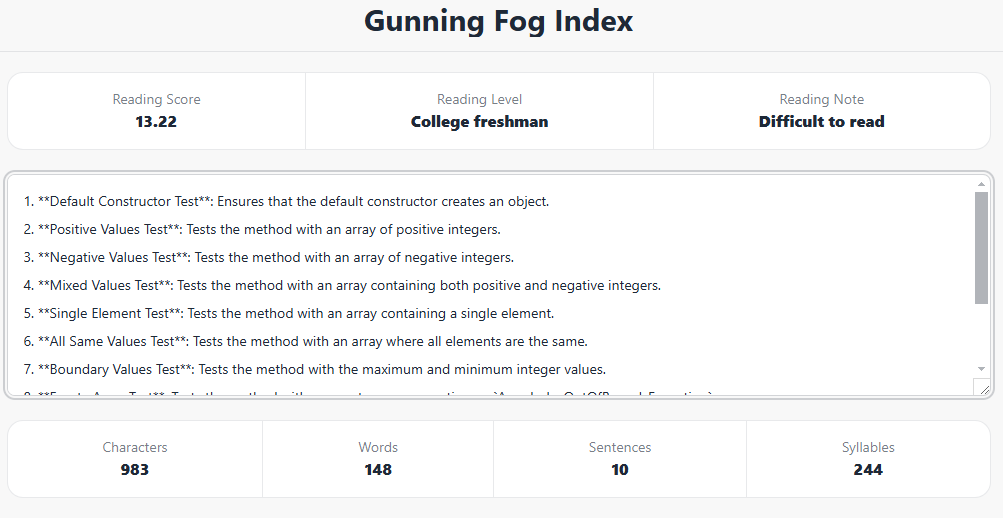 Gunning Fog Index
Reading Score
13.22
Reading Level
College freshman
Reading Note
Difficult to read
1. **Default Constructor Test**: Ensures that the default constructor creates an object.
2. **Positive Values Test**: Tests the method with an array of positive integers.
3. **Negative Values Test**: Tests the method with an array of negative integers.
4. **Mixed Values Test**: Tests the method with an array containing both positive and negative integers.
5. **Single Element Test**: Tests the method with an array containing a single element.
6. **All Same Values Test**: Tests the method with an array where all elements are the same.
7. **Boundary Values Test**: Tests the method with the maximum and minimum integer values.
Characters
983
Words
148
Sentences
10
Syllables
244